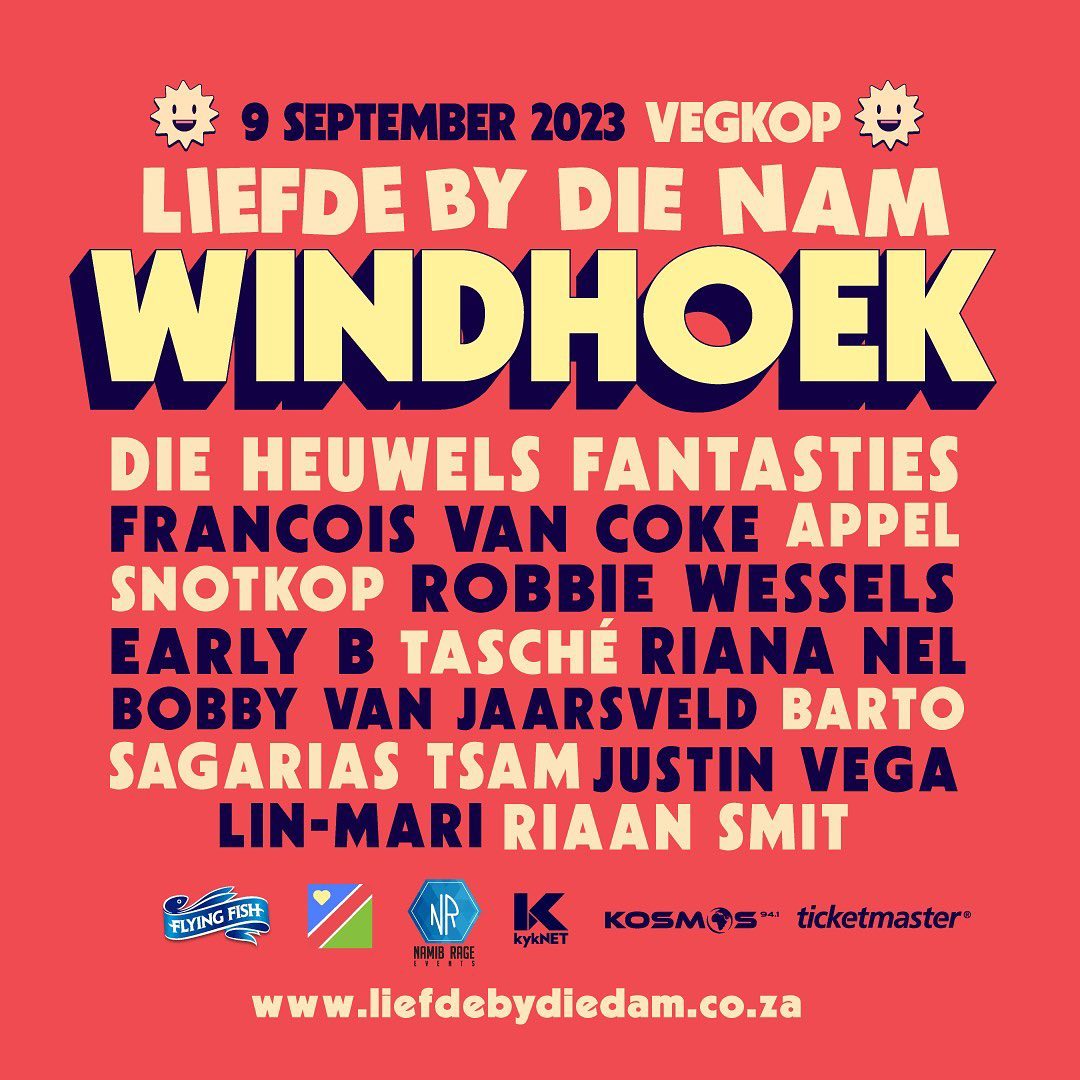 9 SEPTEMBER 2023 VEGKOP
LIEFDE BY DIE NAM
WINDHOEK
DIE HEUWELS FANTASTIES
FRANCOIS VAN COKE APPEL
SNOTKOP ROBBIE WESSELS
EARLY B TASCHÉ RIANA NEL
BOBBY VAN JAARSVELD BARTO
SAGARIAS TSAM JUSTIN VEGA
LIN-MARI RIAAN SMIT
FLYING FISH NR NAMIB RAGE EVENTS K kykNET KOSMOS 94.1 ticketmaster®
www.liefdebydiedam.co.za